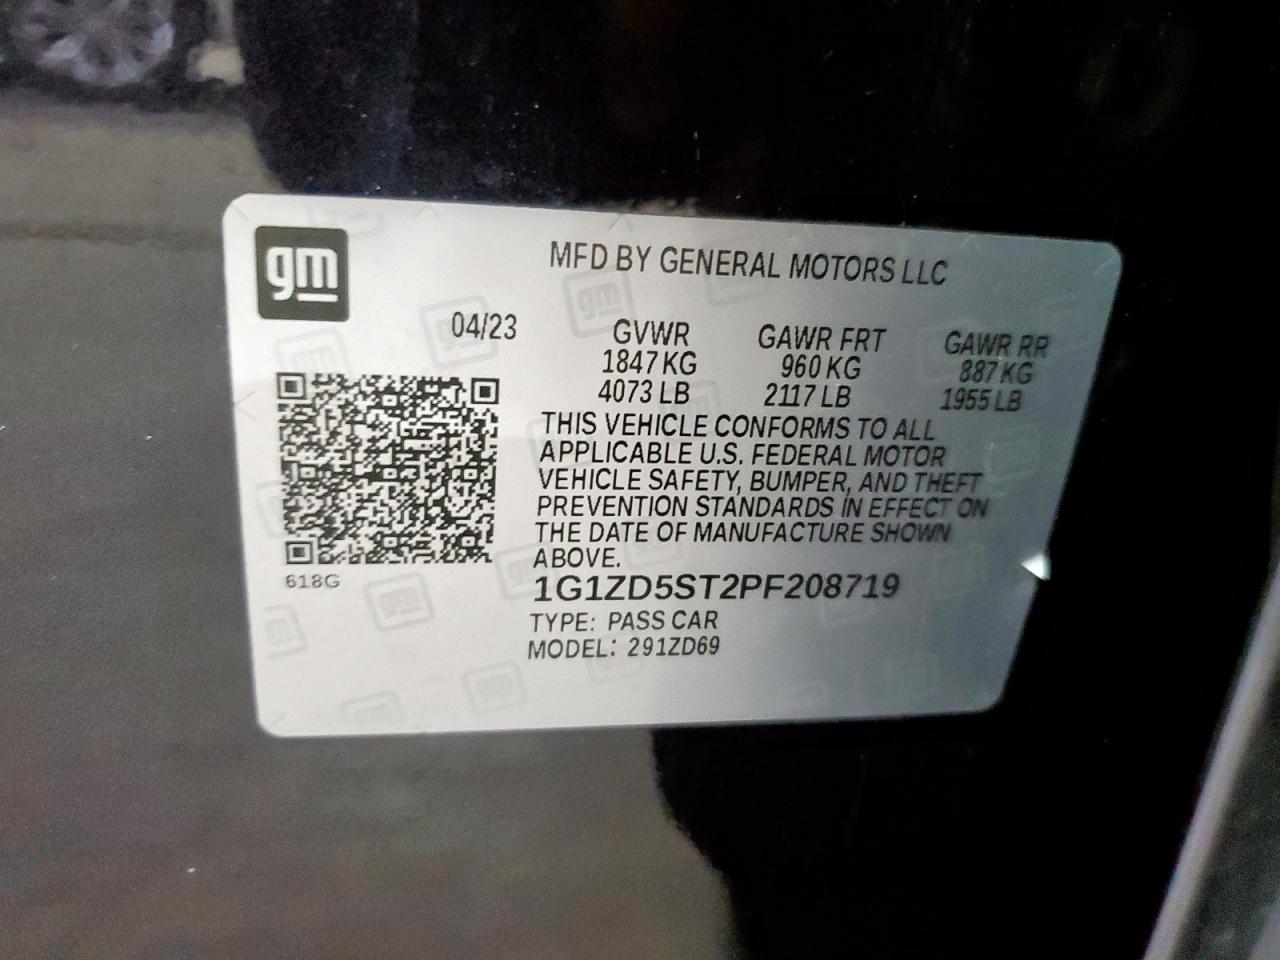 gm
MFD BY GENERAL MOTORS LLC
04/23 GVWR GAWR FRT GAWR RR
1847 KG 960 KG 887 KG
4073 LB 2117 LB 1955 LB
THIS VEHICLE CONFORMS TO ALL
APPLICABLE U.S. FEDERAL MOTOR
VEHICLE SAFETY, BUMPER, AND THEFT
PREVENTION STANDARDS IN EFFECT ON
THE DATE OF MANUFACTURE SHOWN
ABOVE.
618G
1G1ZD5ST2PF208719
TYPE: PASS CAR
MODEL: 291ZD69